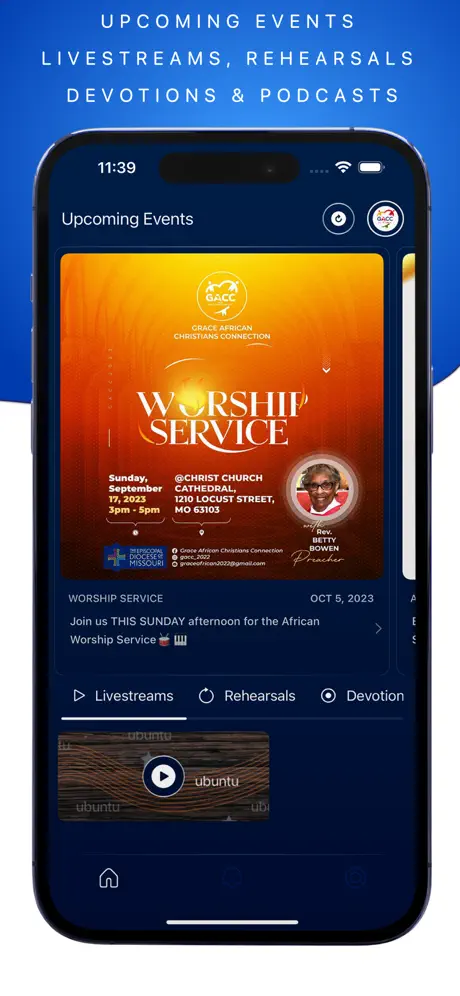 UPCOMING EVENTS
LIVESTREAMS, REHEARSALS
DEVOTIONS & PODCASTS
11:39
Upcoming Events
GACC
GACC
GRACE AFRICAN
CHRISTIANS CONNECTION
WORSHIP
SERVICE
Sunday,
September
17, 2023
3pm - 5pm
@CHRIST CHURCH
CATHEDRAL,
1210 LOCUST STREET,
MO 63103
with
Rev.
BETTY
BOWEN
Preacher
THE EPISCOPAL
DIOCESE OF
MISSOURI
Grace African Christians Connection
gacc_2022
graceafrican2022@gmail.com
WORSHIP SERVICE OCT 5, 2023
Join us THIS SUNDAY afternoon for the African
Worship Service🥁 🎹
Livestreams Rehearsals Devotion
ubuntu
ubuntu
ubuntu